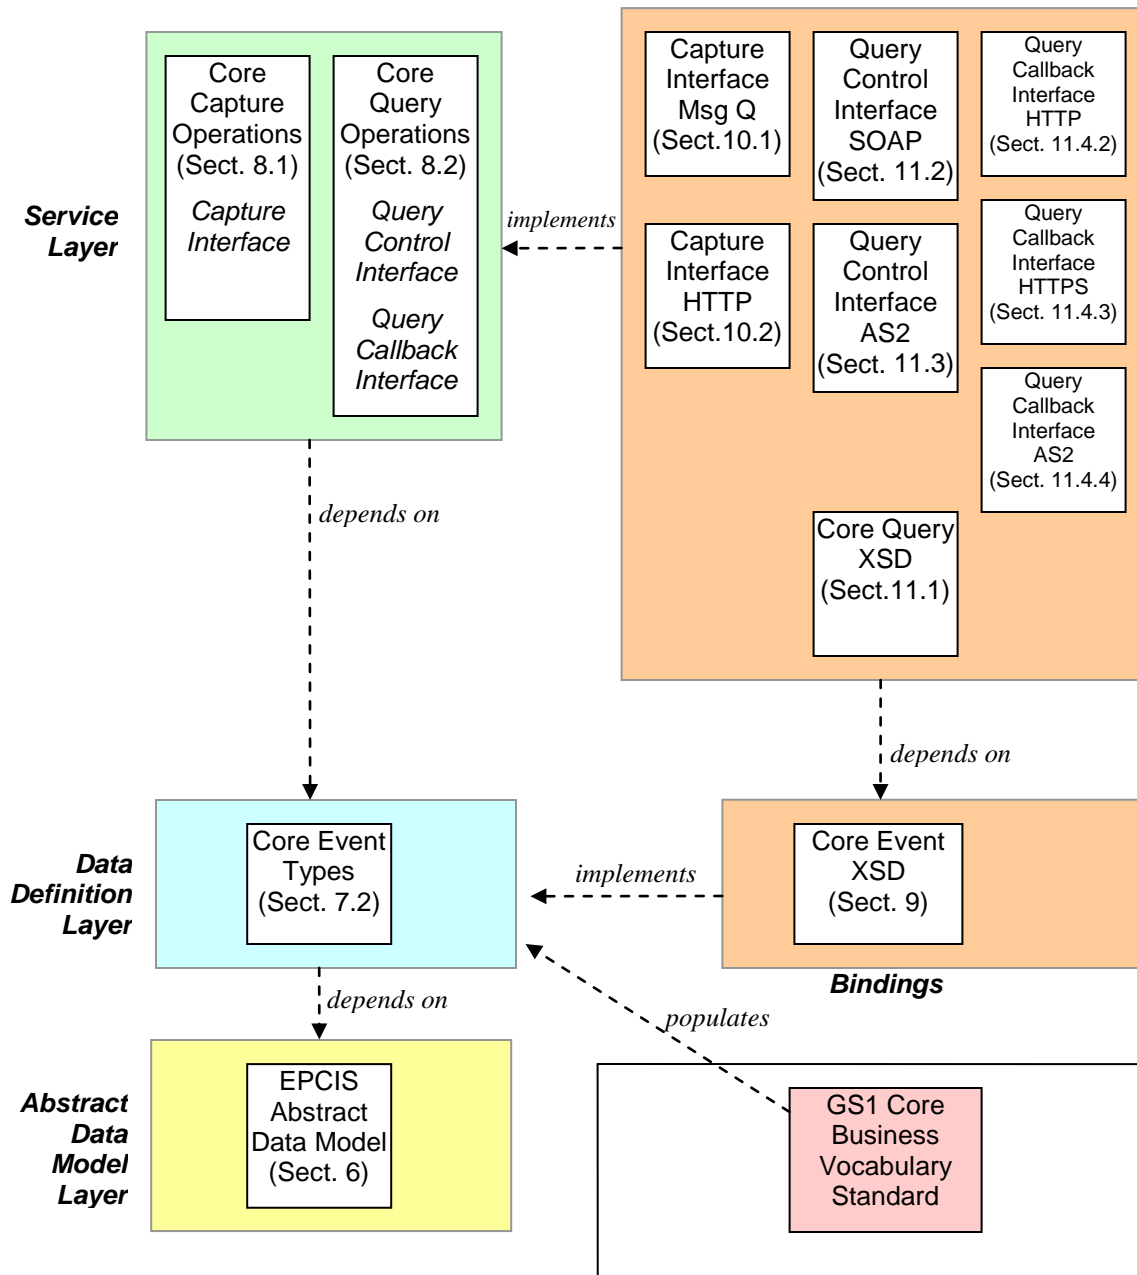 Service
Layer
Core
Capture
Operations
(Sect. 8.1)
Capture
Interface
Core
Query
Operations
(Sect. 8.2)
Query
Control
Interface
Query
Callback
Interface
implements
Capture
Interface
Msg Q
(Sect.10.1)
Query
Control
Interface
SOAP
(Sect. 11.2)
Query
Callback
Interface
HTTP
(Sect. 11.4.2)
Capture
Interface
HTTP
(Sect.10.2)
Query
Control
Interface
AS2
(Sect. 11.3)
Query
Callback
Interface
HTTPS
(Sect. 11.4.3)
Query
Callback
Interface
AS2
(Sect. 11.4.4)
Core Query
XSD
(Sect.11.1)
depends on
depends on
Data
Definition
Layer
Core Event
Types
(Sect. 7.2)
implements
Core Event
XSD
(Sect. 9)
Bindings
depends on
populates
Abstract
Data
Model
Layer
EPCIS
Abstract
Data Model
(Sect. 6)
GS1 Core
Business
Vocabulary
Standard